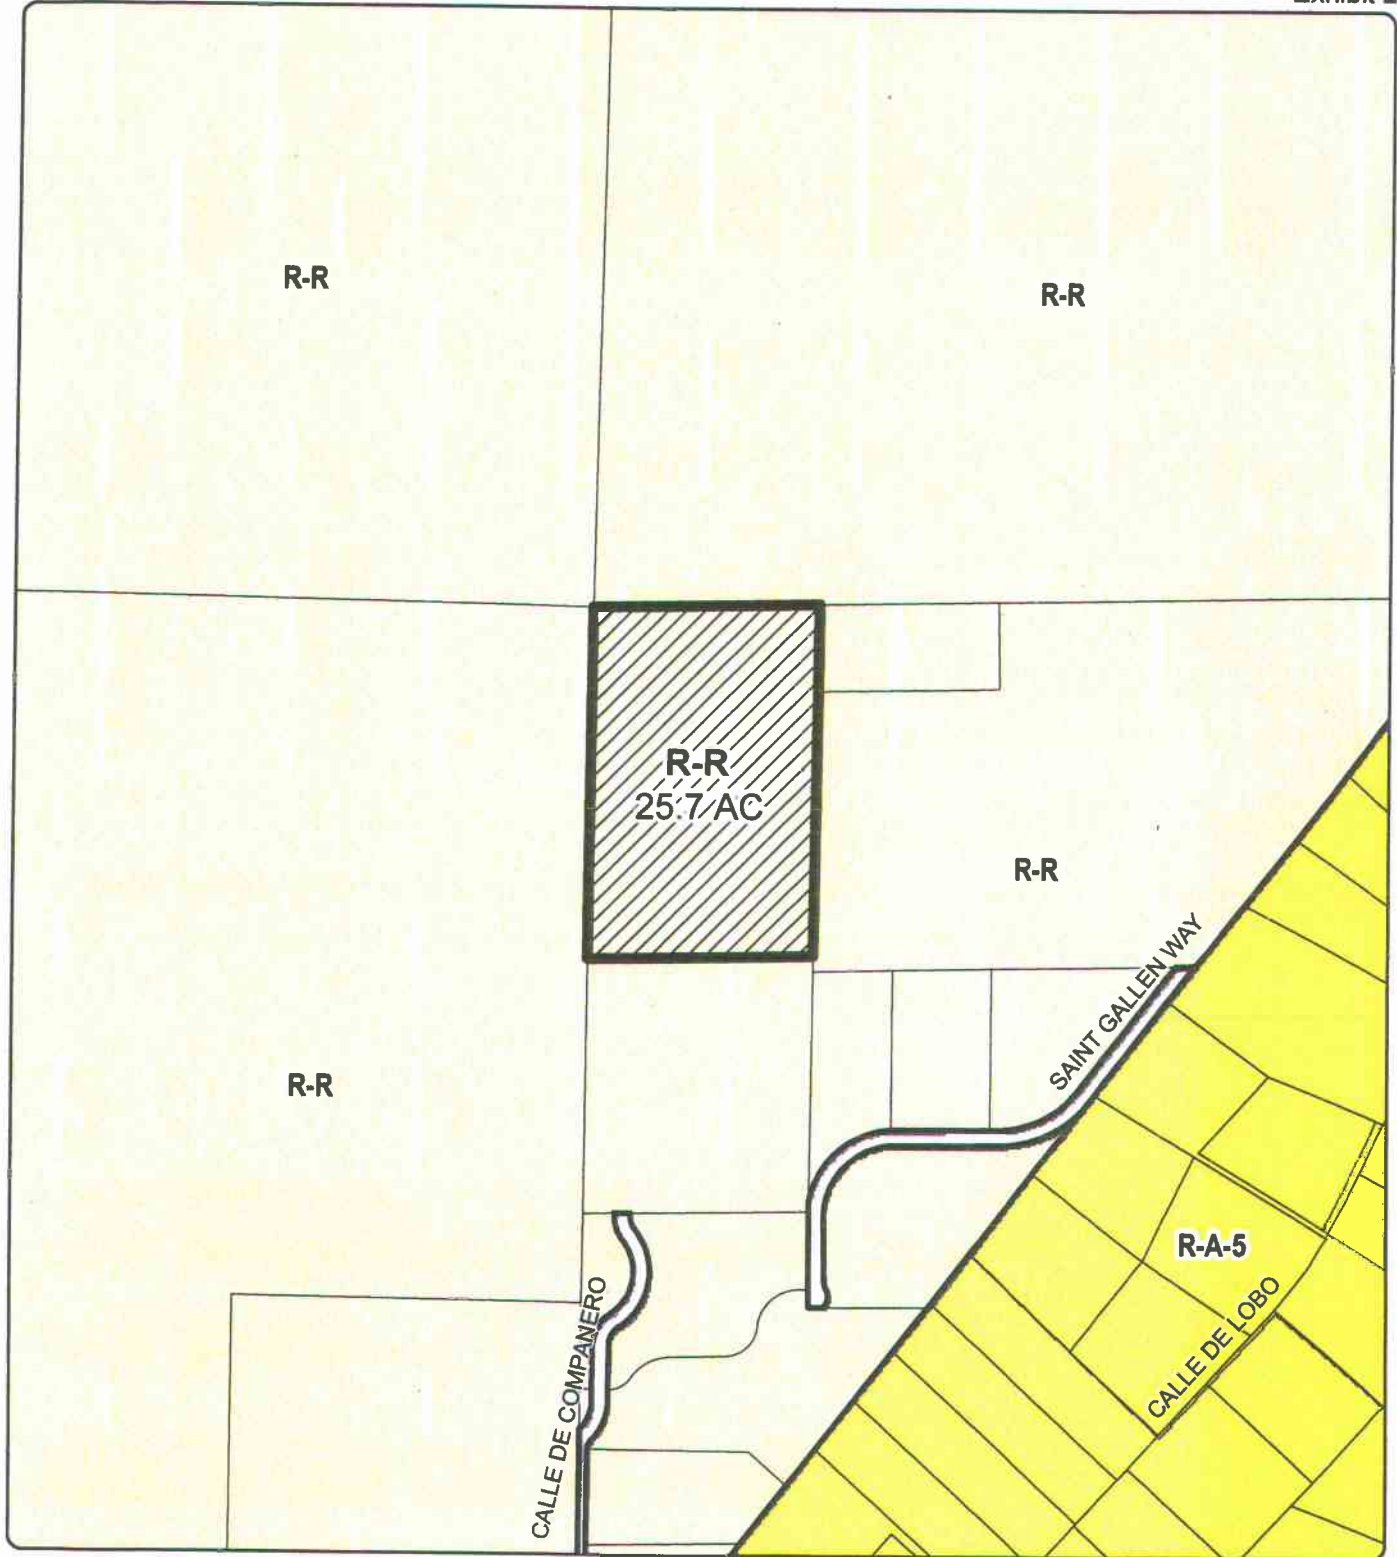 R-R
R-R
R-R
25.7 AC
R-R
SAINT GALLEN WAY
R-R
R-A-5
CALLE DE COMPANERO
CALLE DE LOBO